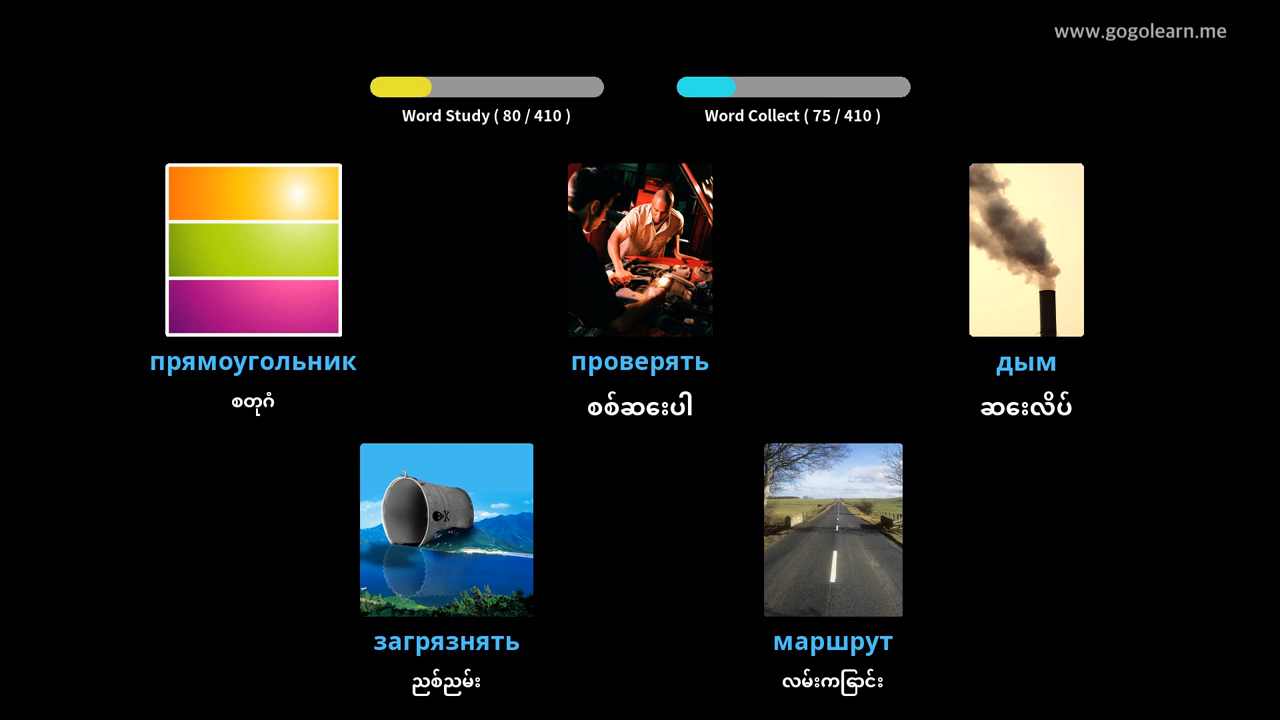 www.gogolearn.me
Word Study ( 80 / 410 )
Word Collect ( 75 / 410 )
прямоугольник
проверять
дым
စတုဂံ
စစ်ဆေးပါ
ဆေးလိပ်
загрязнять
маршрут
ညစ်ညမ်း
လမ်းကြောင်း